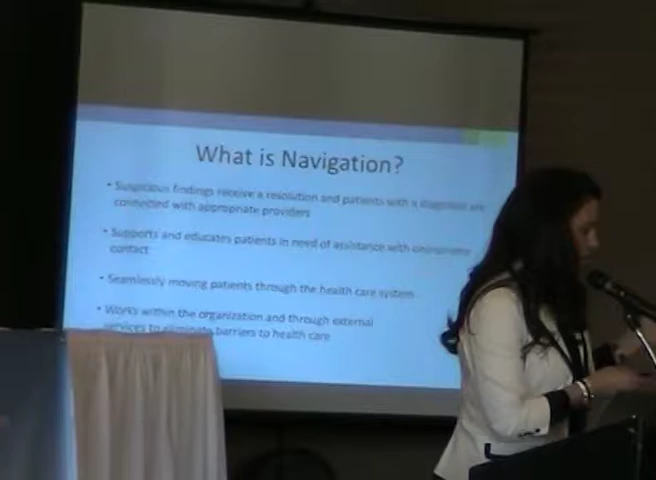 What is Navigation?
• Suspicious findings receive a resolution and patients with a diagnosis are
connected with appropriate providers
• Supports and educates patients in need of assistance with
contact
• Seamlessly moving patients through the health care system
• Works within the organization and through external
services to eliminate barriers to health care